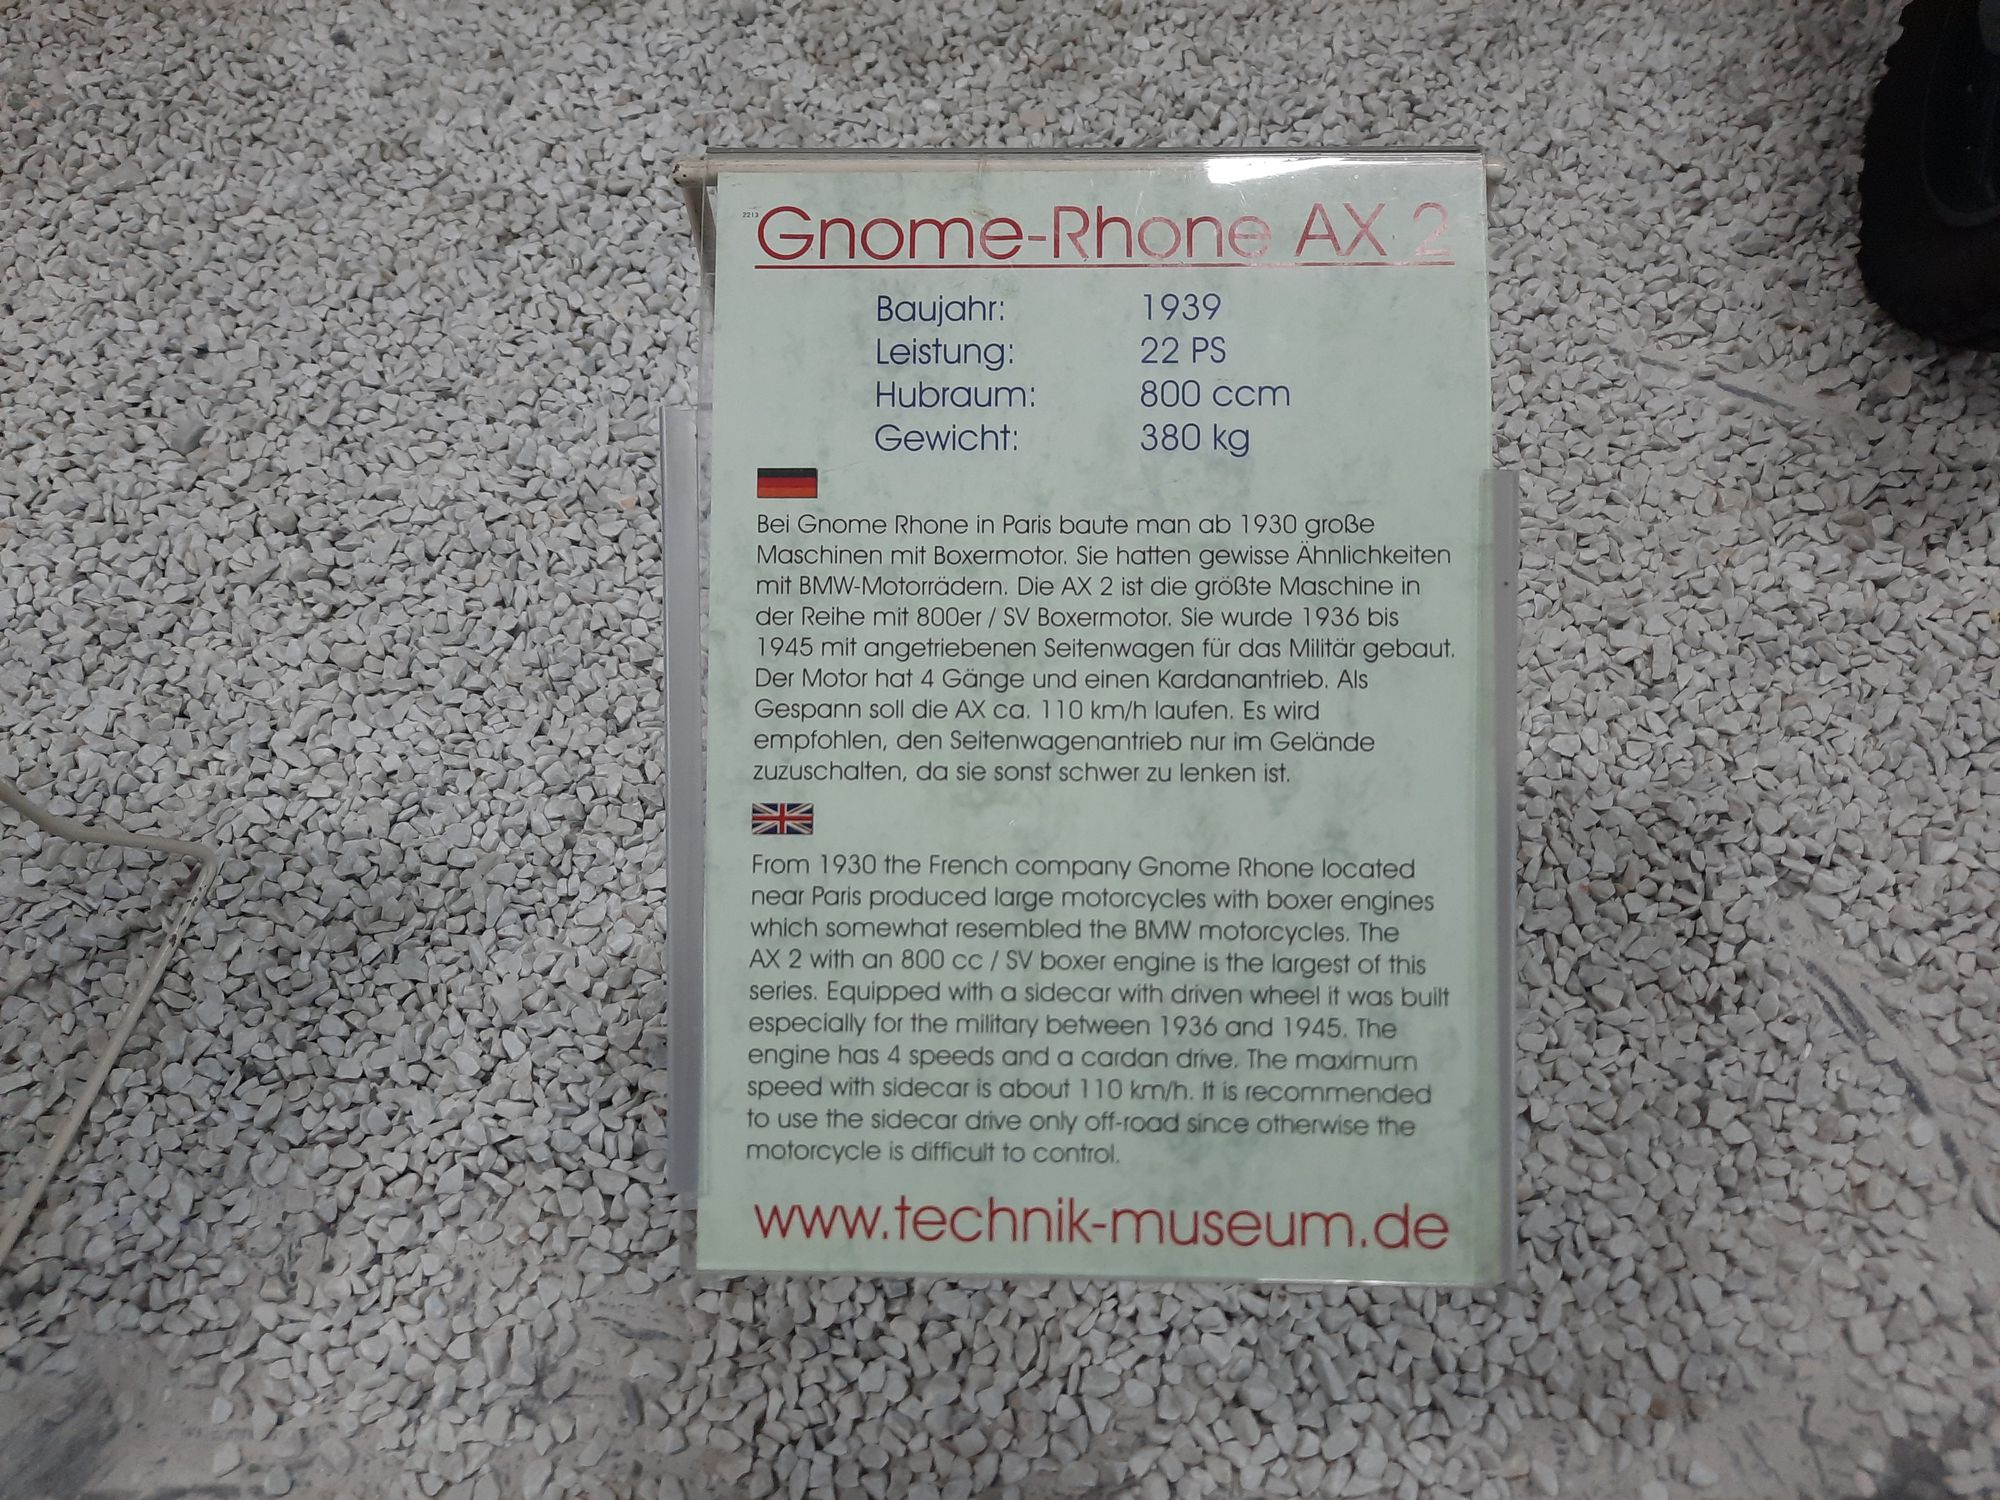 2213
Gnome-Rhone AX 2
Baujahr: 1939
Leistung: 22 PS
Hubraum: 800 ccm
Gewicht: 380 kg
Bei Gnome Rhone in Paris baute man ab 1930 große
Maschinen mit Boxermotor. Sie hatten gewisse Ähnlichkeiten
mit BMW-Motorrädern. Die AX 2 ist die größte Maschine in
der Reihe mit 800er / SV Boxermotor. Sie wurde 1936 bis
1945 mit angetriebenen Seitenwagen für das Militär gebaut.
Der Motor hat 4 Gänge und einen Kardanantrieb. Als
Gespann soll die AX ca. 110 km/h laufen. Es wird
empfohlen, den Seitenwagenantrieb nur im Gelände
zuzuschalten, da sie sonst schwer zu lenken ist.
From 1930 the French company Gnome Rhone located
near Paris produced large motorcycles with boxer engines
which somewhat resembled the BMW motorcycles. The
AX 2 with an 800 cc / SV boxer engine is the largest of this
series. Equipped with a sidecar with driven wheel it was built
especially for the military between 1936 and 1945. The
engine has 4 speeds and a cardan drive. The maximum
speed with sidecar is about 110 km/h. It is recommended
to use the sidecar drive only off-road since otherwise the
motorcycle is difficult to control.
www.technik-museum.de